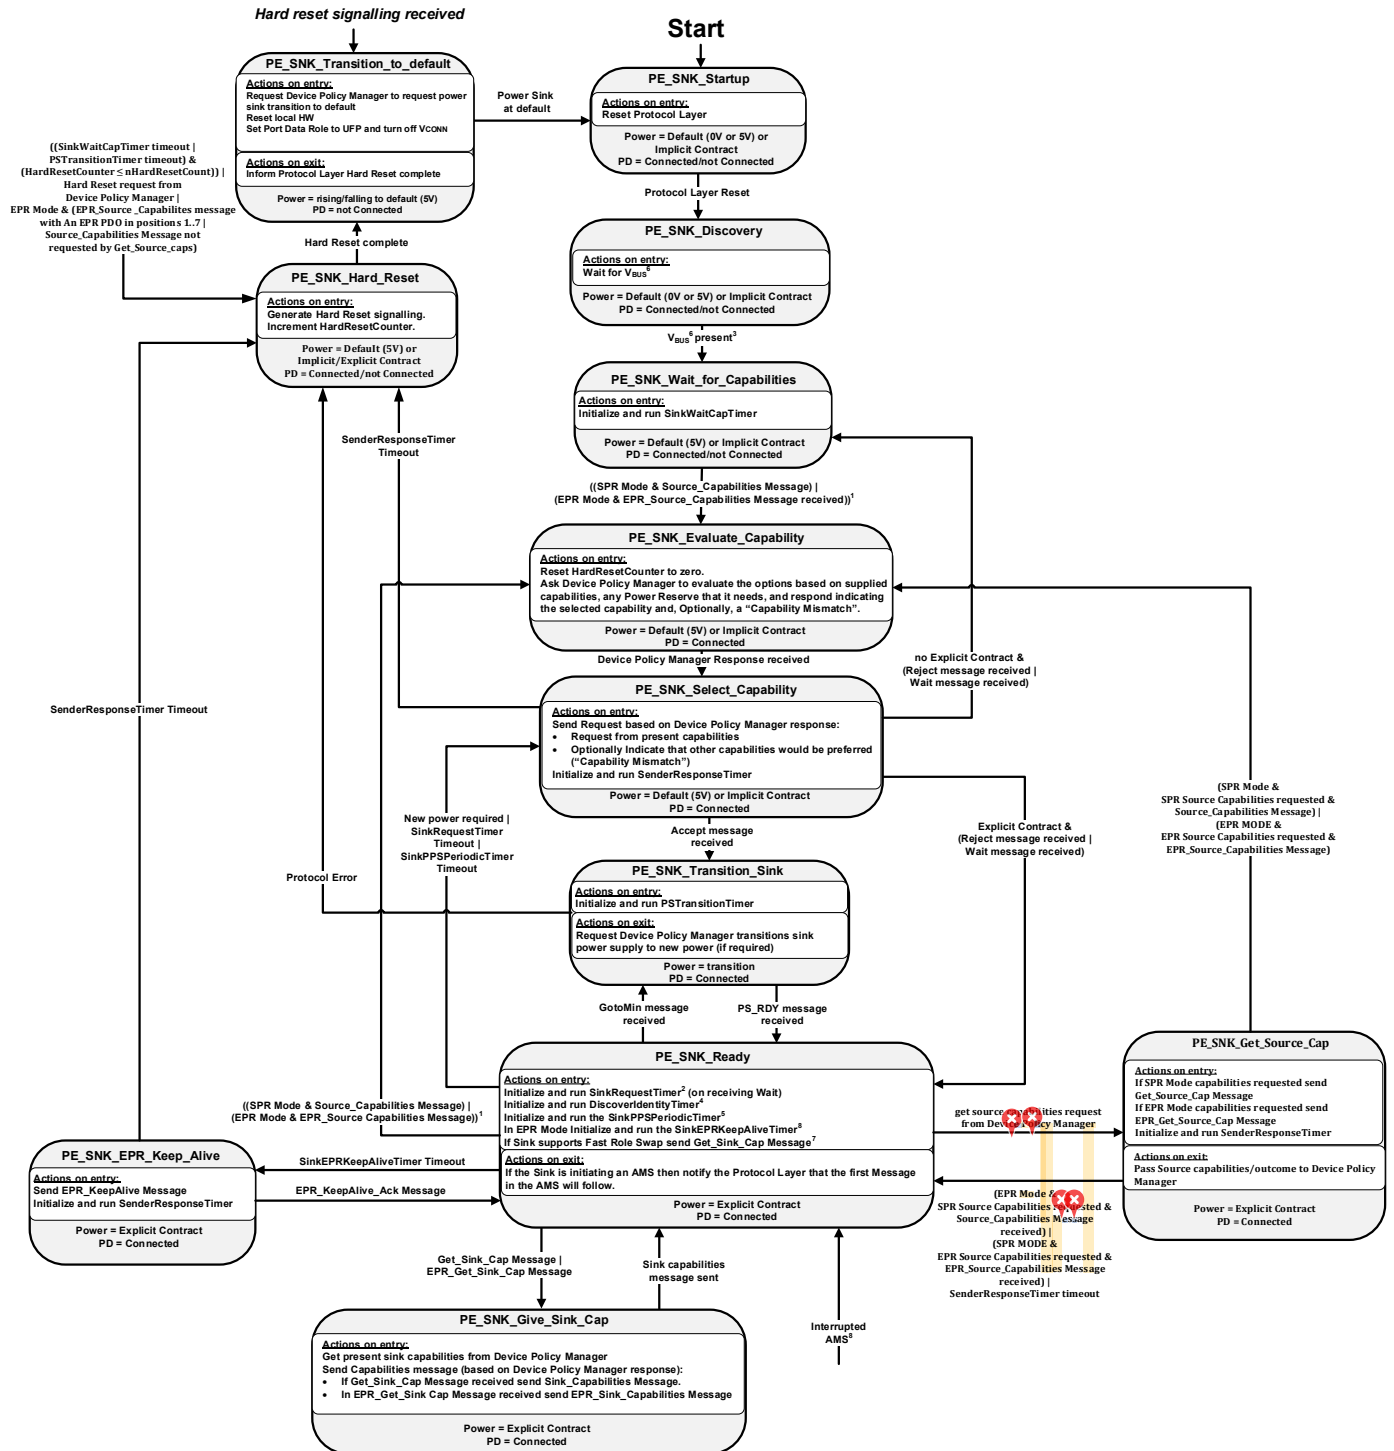 Hard reset signalling received
Start
PE_SNK_Transition_to_default
Actions on entry:
Request Device Policy Manager to request power
sink transition to default
Reset local HW
Set Port Data Role to UFP and turn off VCONN
Actions on exit:
Inform Protocol Layer Hard Reset complete
Power = rising/falling to default (5V)
PD = not Connected
Power Sink
at default
PE_SNK_Startup
Actions on entry:
Reset Protocol Layer
Power = Default (0V or 5V) or
Implicit Contract
PD = Connected/not Connected
((SinkWaitCapTimer timeout |
PSTransitionTimer timeout) &
(HardResetCounter ≤ nHardResetCount)) |
Hard Reset request from
Device Policy Manager |
EPR Mode & (EPR_Source _Capabilites message
with An EPR PDO in positions 1..7 |
Source_Capabilities Message not
requested by Get_Source_caps)
Protocol Layer Reset
Hard Reset complete
PE_SNK_Discovery
Actions on entry:
Wait for VBUS6
Power = Default (0V or 5V) or Implicit Contract
PD = Connected/not Connected
PE_SNK_Hard_Reset
Actions on entry:
Generate Hard Reset signalling.
Increment HardResetCounter.
Power = Default (5V) or
Implicit/Explicit Contract
PD = Connected/not Connected
VBUS6 present3
PE_SNK_Wait_for_Capabilities
Actions on entry:
Initialize and run SinkWaitCapTimer
Power = Default (5V) or Implicit Contract
PD = Connected/not Connected
SenderResponseTimer
Timeout
((SPR Mode & Source_Capabilities Message) |
(EPR Mode & EPR_Source_Capabilities Message received))1
PE_SNK_Evaluate_Capability
Actions on entry:
Reset HardResetCounter to zero.
Ask Device Policy Manager to evaluate the options based on supplied
capabilities, any Power Reserve that it needs, and respond indicating
the selected capability and, Optionally, a “Capability Mismatch”.
Power = Default (5V) or Implicit Contract
PD = Connected
Device Policy Manager Response received
no Explicit Contract &
(Reject message received |
Wait message received)
SenderResponseTimer Timeout
PE_SNK_Select_Capability
Actions on entry:
Send Request based on Device Policy Manager response:
• Request from present capabilities
• Optionally Indicate that other capabilities would be preferred
(“Capability Mismatch”)
Initialize and run SenderResponseTimer
Power = Default (5V) or Implicit Contract
PD = Connected
(SPR Mode &
SPR Source Capabilities requested &
Source_Capabilities Message) |
(EPR MODE &
EPR Source Capabilities requested &
EPR_Source_Capabilities Message)
New power required |
SinkRequestTimer
Timeout |
SinkPPSPeriodicTimer
Timeout
Accept message
received
Explicit Contract &
(Reject message received |
Wait message received)
Protocol Error
PE_SNK_Transition_Sink
Actions on entry:
Initialize and run PSTransitionTimer
Actions on exit:
Request Device Policy Manager transitions sink
power supply to new power (if required)
Power = transition
PD = Connected
GotoMin message
received
PS_RDY message
received
PE_SNK_Ready
Actions on entry:
Initialize and run SinkRequestTimer2 (on receiving Wait)
Initialize and run DiscoverIdentityTimer4
Initialize and run the SinkPPSPeriodicTimer5
In EPR Mode Initialize and run the SinkEPRKeepAliveTimer8
If Sink supports Fast Role Swap send Get_Sink_Cap Message7
Actions on exit:
If the Sink is initiating an AMS then notify the Protocol Layer that the first Message
in the AMS will follow.
Power = Explicit Contract
PD = Connected
PE_SNK_Get_Source_Cap
Actions on entry:
If SPR Mode capabilities requested send
Get_Source_Cap Message
If EPR Mode capabilities requested send
EPR_Get_Source_Cap Message
Initialize and run SenderResponseTimer
Actions on exit:
Pass Source capabilities/outcome to Device Policy
Manager
Power = Explicit Contract
PD = Connected
((SPR Mode & Source_Capabilities Message) |
(EPR Mode & EPR_ Source Capabilities Message))1
get source capabilities request
from Device Policy Manager
PE_SNK_EPR_Keep_Alive
Actions on entry:
Send EPR_KeepAlive Message
Initialize and run SenderResponseTimer
Power = Explicit Contract
PD = Connected
SinkEPRKeepAliveTimer Timeout
EPR_KeepAlive_Ack Message
(EPR Mode &
SPR Source Capabilities requested &
Source_Capabilities Message
received) |
(SPR MODE &
EPR Source Capabilities requested &
EPR_Source_Capabilities Message
received) |
SenderResponseTimer timeout
Get_Sink_Cap Message |
EPR_Get_Sink_Cap Message
Sink capabilities
message sent
Interrupted
AMS8
PE_SNK_Give_Sink_Cap
Actions on entry:
Get present sink capabilities from Device Policy Manager
Send Capabilities message (based on Device Policy Manager response):
• If Get_Sink_Cap Message received send Sink_Capabilities Message.
• In EPR_Get_Sink Cap Message received send EPR_Sink_Capabilities Message
Power = Explicit Contract
PD = Connected